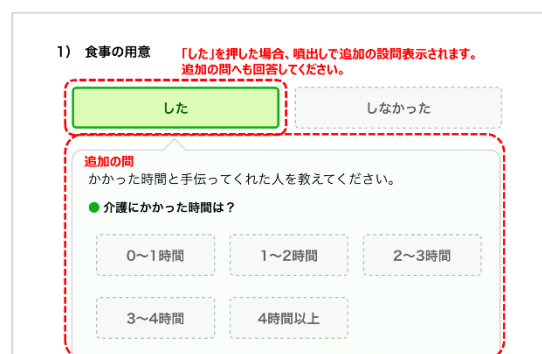 1） 食事の用意
「した」を押した場合、噴出しで追加の設問表示されます。
追加の問へも回答してください。
した
しなかった
追加の問
かかった時間と手伝ってくれた人を教えてください。
介護にかかった時間は？
0〜1時間
1〜2時間
2〜3時間
3〜4時間
4時間以上